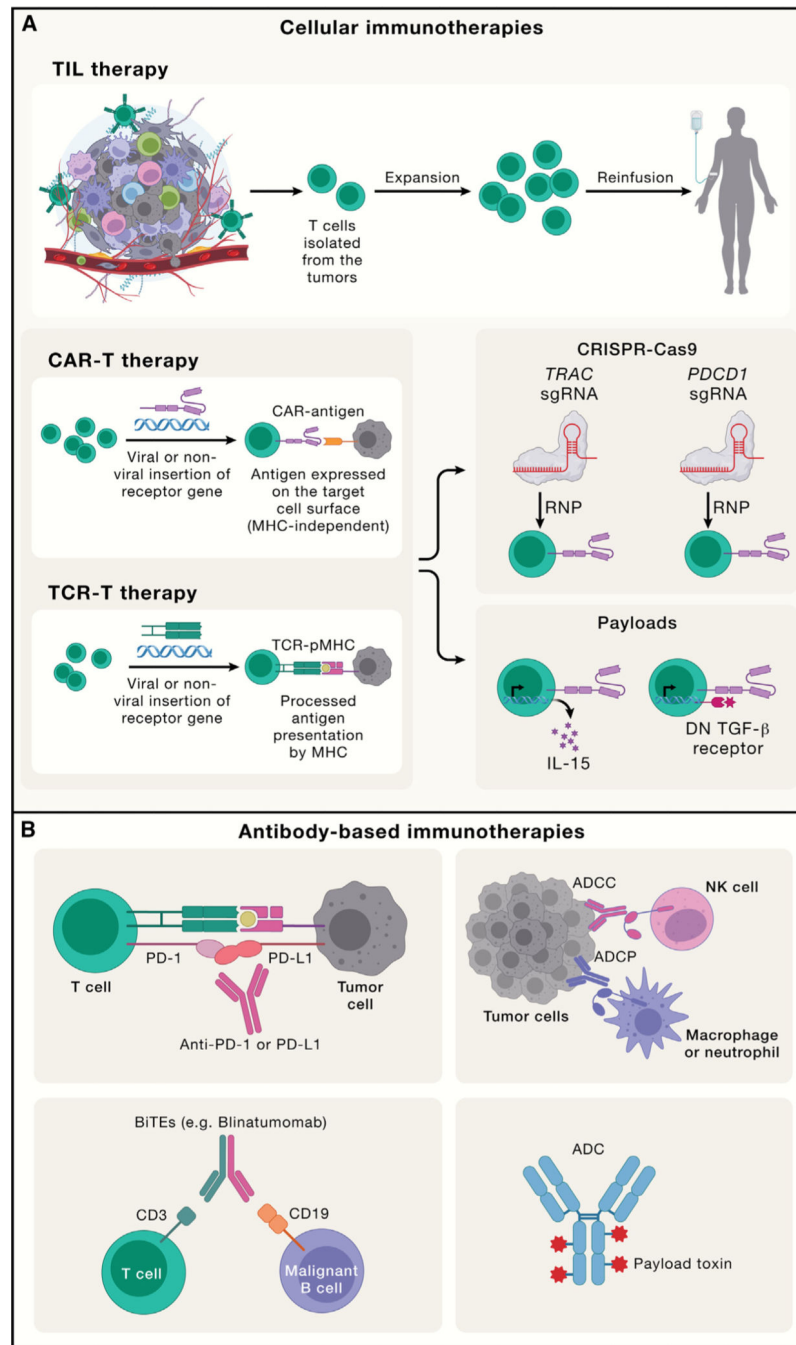 A
Cellular immunotherapies
TIL therapy
T cells
isolated
from the
tumors
Expansion
Reinfusion
CAR-T therapy
Viral or non-
viral insertion of
receptor gene
CAR-antigen
Antigen expressed
on the target
cell surface
(MHC-independent)
TCR-T therapy
Viral or non-
viral insertion of
receptor gene
TCR-pMHC
Processed
antigen
presentation
by MHC
CRISPR-Cas9
TRAC
sgRNA
PDCD1
sgRNA
RNP
RNP
Payloads
IL-15
DN TGF-β
receptor
B
Antibody-based immunotherapies
T cell
PD-1
PD-L1
Tumor
cell
Anti-PD-1 or PD-L1
ADCC
NK cell
ADCP
Tumor cells
Macrophage
or neutrophil
BiTEs (e.g. Blinatumomab)
CD3
CD19
T cell
Malignant
B cell
ADC
Payload toxin